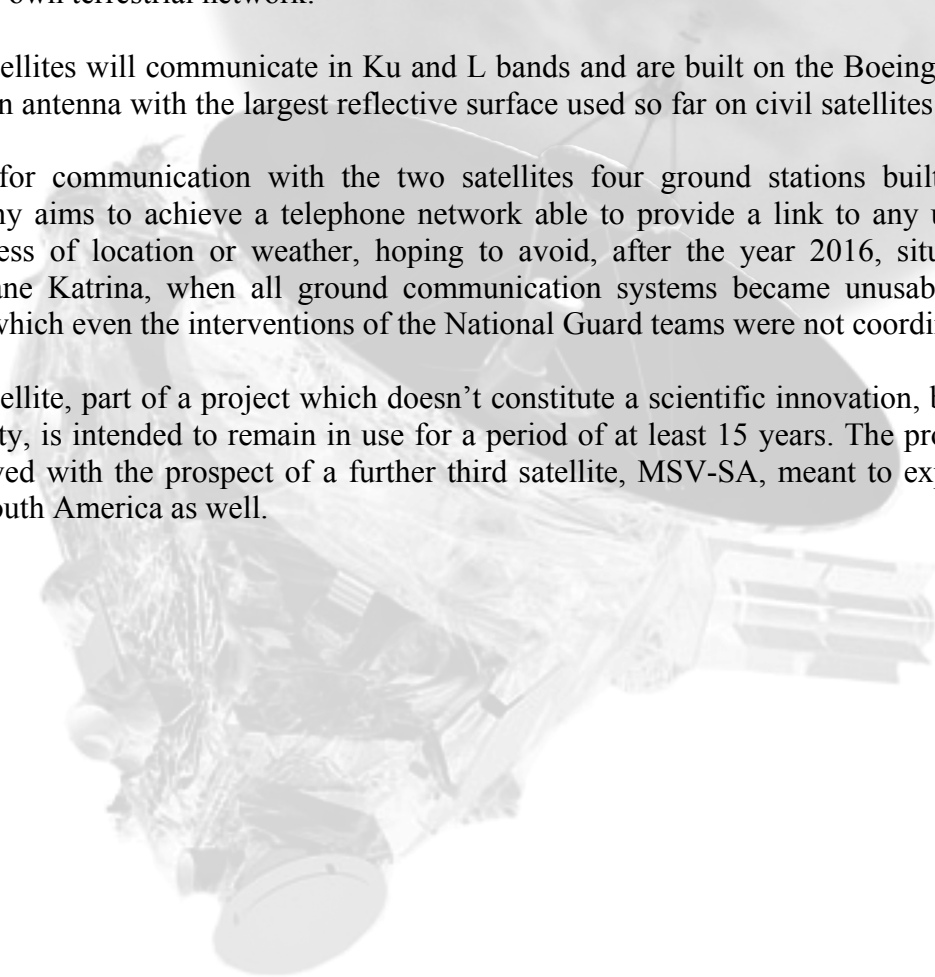 own terrestrial network.
ellites will communicate in Ku and L bands and are built on the Boeing
n antenna with the largest reflective surface used so far on civil satellites
for communication with the two satellites four ground stations built
ny aims to achieve a telephone network able to provide a link to any u
ess of location or weather, hoping to avoid, after the year 2016, situ
ane Katrina, when all ground communication systems became unusab
which even the interventions of the National Guard teams were not coordi
ellite, part of a project which doesn’t constitute a scientific innovation, b
ty, is intended to remain in use for a period of at least 15 years. The pro
ved with the prospect of a further third satellite, MSV-SA, meant to exp
outh America as well.